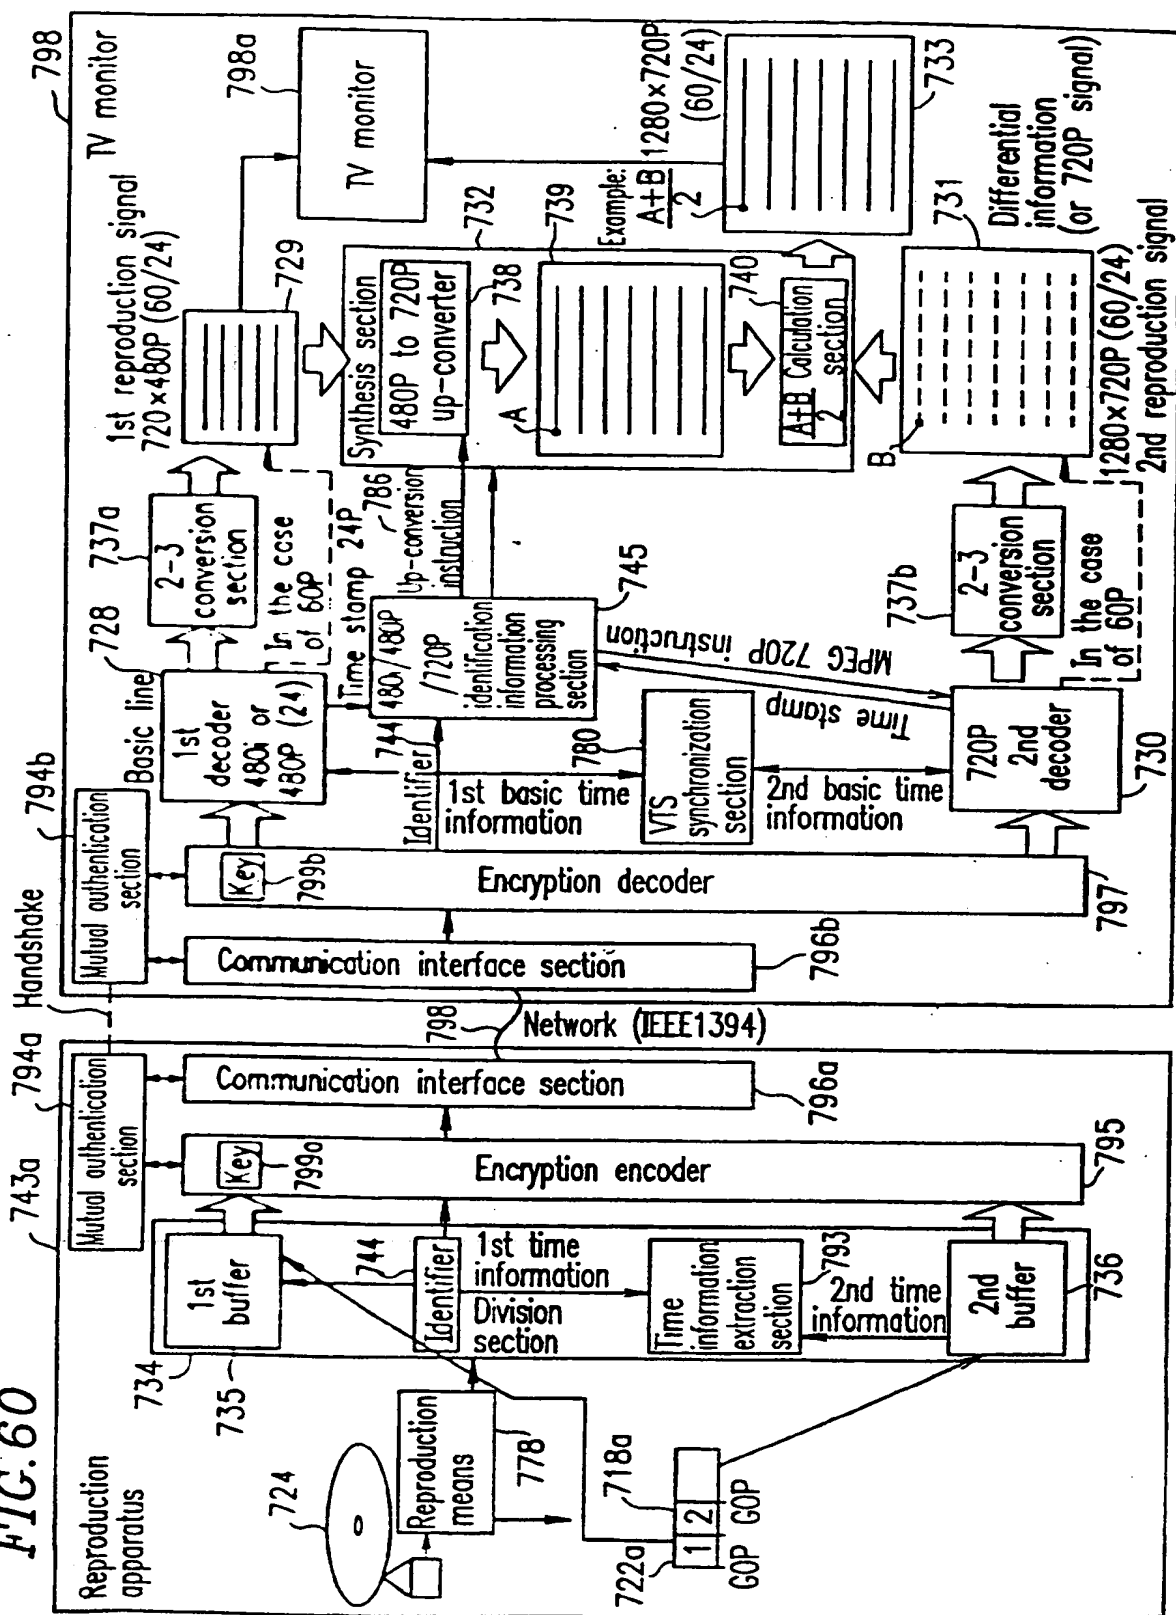 FIG.60
Reproduction
apparatus
743a
794a
Handshake
794b
798
TV monitor
Mutual authentication
section
Mutual authentication
section
724
Reproduction
means
778
722a
718a
1
2
GOP
GOP
734
735
1st
buffer
744
Identifier
1st time
information
Division
section
Time
information
extraction
section
793
2nd time
information
2nd buffer
736
Key
799a
Encryption encoder
795
Communication interface section
796a
798
Network (IEEE1394)
Communication interface section
796b
Key
799b
Encryption decoder
797
Basic line
728
1st
decoder
480i or
480P (24)
737a
2-3
conversion
section
In the case
of 60P
1st reproduction signal
720×480P (60/24)
729
798a
TV monitor
Time stamp 24P
744
Identifier
480i/480P
/720P
identification
information
processing
section
745
786
Up-conversion
instruction
1st basic time
information
780
VTS
synchronization
section
2nd basic time
information
MPEG 720P instruction
Time stamp
720P
2nd
decoder
730
737b
2-3
conversion
section
In the case
of 60P
Synthesis section
732
480P to 720P
up-converter
738
A
739
740
A+B
2
Calculation
section
Example:
A+B
2
1280×720P
(60/24)
733
B
731
Differential
information
(or 720P signal)
1280×720P (60/24)
2nd reproduction signal